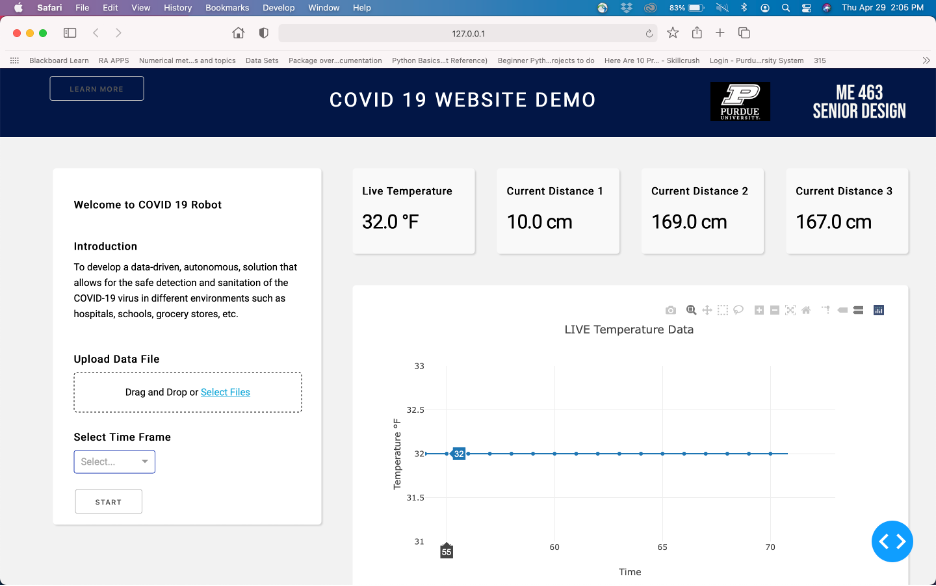 Safari File Edit View History Bookmarks Develop Window Help 83% Thu Apr 29 2:05 PM
127.0.0.1
Blackboard Learn RA APPS Numerical met...s and topics Data Sets Package over...cumentation Python Basics...t Reference) Beginner Pyth...rojects to do Here Are 10 Pr... - Skillcrush Login - Purdu...rsity System 315
LEARN MORE
COVID 19 WEBSITE DEMO
P
PURDUE
UNIVERSITY.
ME 463
SENIOR DESIGN
Welcome to COVID 19 Robot
Introduction
To develop a data-driven, autonomous, solution that
allows for the safe detection and sanitation of the
COVID-19 virus in different environments such as
hospitals, schools, grocery stores, etc.
Upload Data File
Drag and Drop or Select Files
Select Time Frame
Select...
START
Live Temperature
32.0 °F
Current Distance 1
10.0 cm
Current Distance 2
169.0 cm
Current Distance 3
167.0 cm
LIVE Temperature Data
33
32.5
32
31.5
31
Temperature °F
32
55
60
65
70
Time